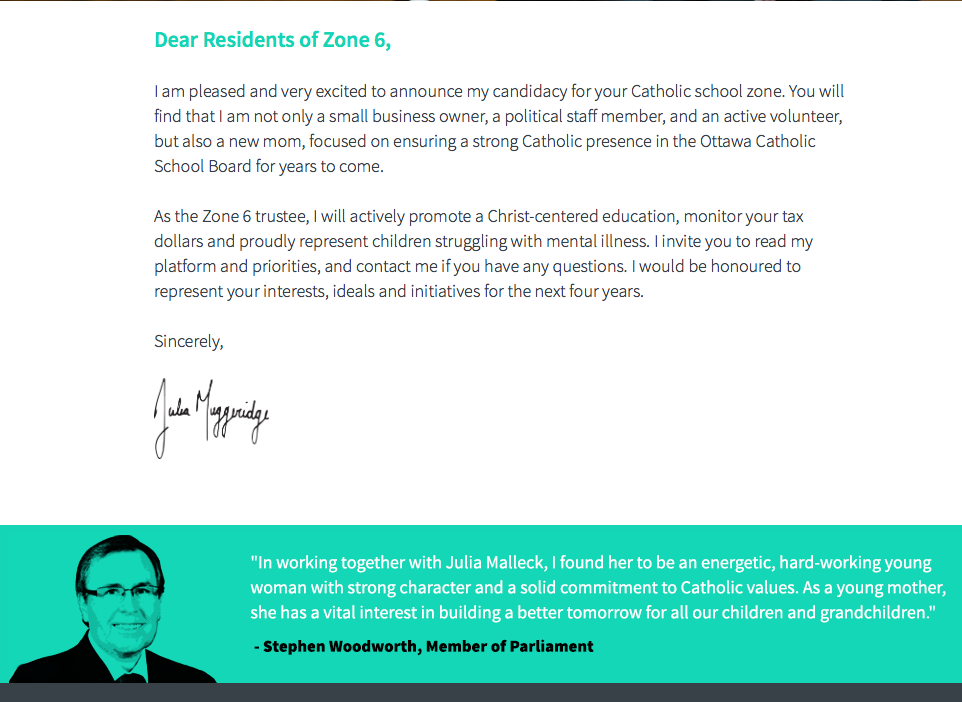 Dear Residents of Zone 6,
I am pleased and very excited to announce my candidacy for your Catholic school zone. You will
find that I am not only a small business owner, a political staff member, and an active volunteer,
but also a new mom, focused on ensuring a strong Catholic presence in the Ottawa Catholic
School Board for years to come.
As the Zone 6 trustee, I will actively promote a Christ-centered education, monitor your tax
dollars and proudly represent children struggling with mental illness. I invite you to read my
platform and priorities, and contact me if you have any questions. I would be honoured to
represent your interests, ideals and initiatives for the next four years.
Sincerely,
Julia Muggeridge
"In working together with Julia Malleck, I found her to be an energetic, hard-working young
woman with strong character and a solid commitment to Catholic values. As a young mother,
she has a vital interest in building a better tomorrow for all our children and grandchildren."
- Stephen Woodworth, Member of Parliament